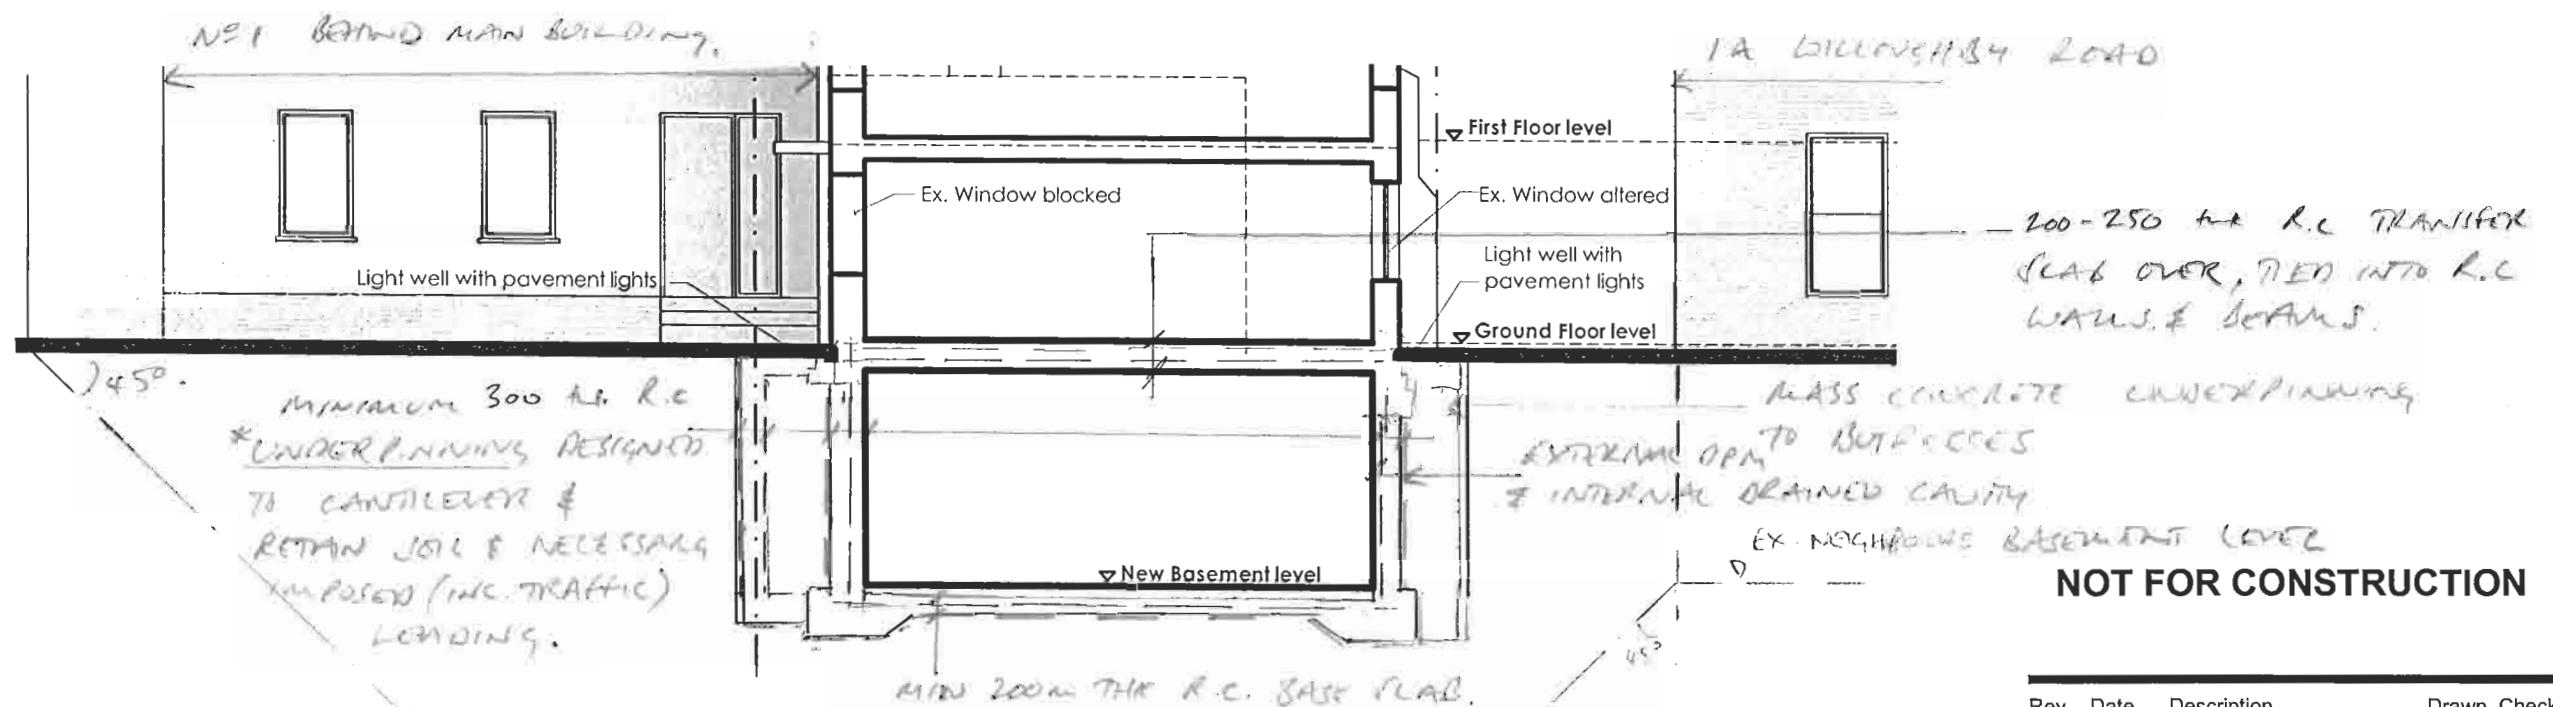 Nº 1 BEHIND MAIN BUILDING.
1A WILLOUGHBY ROAD
First Floor level
Ex. Window blocked
Ex. Window altered
200-250 thk R.C TRANSFER
SLAB OVER, TIED INTO R.C
WALLS & BEAMS.
Light well with pavement lights
Light well with
pavement lights
Ground Floor level
45°.
MINIMUM 300 thk R.C
*UNDERPINNING DESIGNED
TO CANTILEVER &
RETAIN SOIL & NECESSARY
IMPOSED (INC. TRAFFIC)
LOADING.
MASS CONCRETE UNDERPINNING
TO BUTRESSES
EXTERNAL DPM
& INTERNAL DRAINED CAVITY
EX. NEIGHBOURS BASEMENT LEVEL
New Basement level
NOT FOR CONSTRUCTION
45°
MIN 200m THK R.C. BASE SLAB.
Rev Date Description Drawn Check